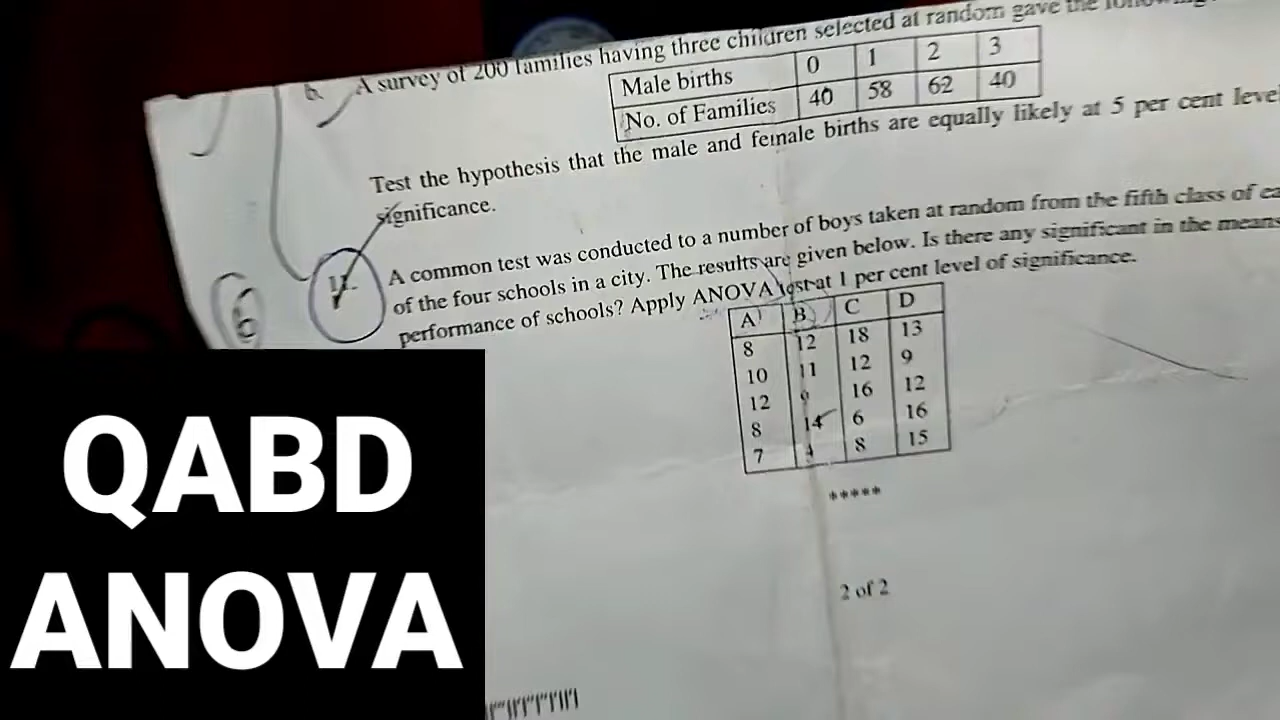 b. A survey of 200 families having three children selected at random gave the following
Male births 0 1 2 3
No. of Families 40 58 62 40
Test the hypothesis that the male and female births are equally likely at 5 per cent level
significance.
6
A common test was conducted to a number of boys taken at random from the fifth class of
of the four schools in a city. The results are given below. Is there any significant in the means
performance of schools? Apply ANOVA test at 1 per cent level of significance.
A B C D
8 12 18 13
10 11 12 9
12 9 16 12
8 14 6 16
7 4 8 15
*****
2 of 2
QABD
ANOVA